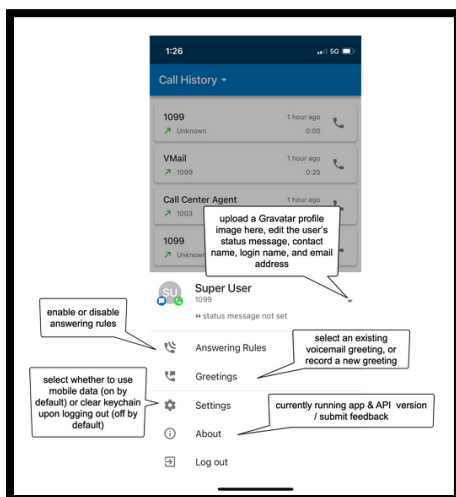 1:26
5G
Call History
1099
1 hour ago
Unknown
0:00
VMail
1 hour ago
1099
0:25
Call Center Agent
1 hour ago
1003
upload a Gravatar profile
image here, edit the user's
status message, contact
name, login name, and email
address
1099
Unknown
SU
Super User
1099
status message not set
enable or disable
answering rules
Answering Rules
select an existing
voicemail greeting, or
record a new greeting
Greetings
select whether to use
mobile data (on by
default) or clear keychain
upon logging out (off by
default)
Settings
currently running app & API version
/ submit feedback
About
Log out